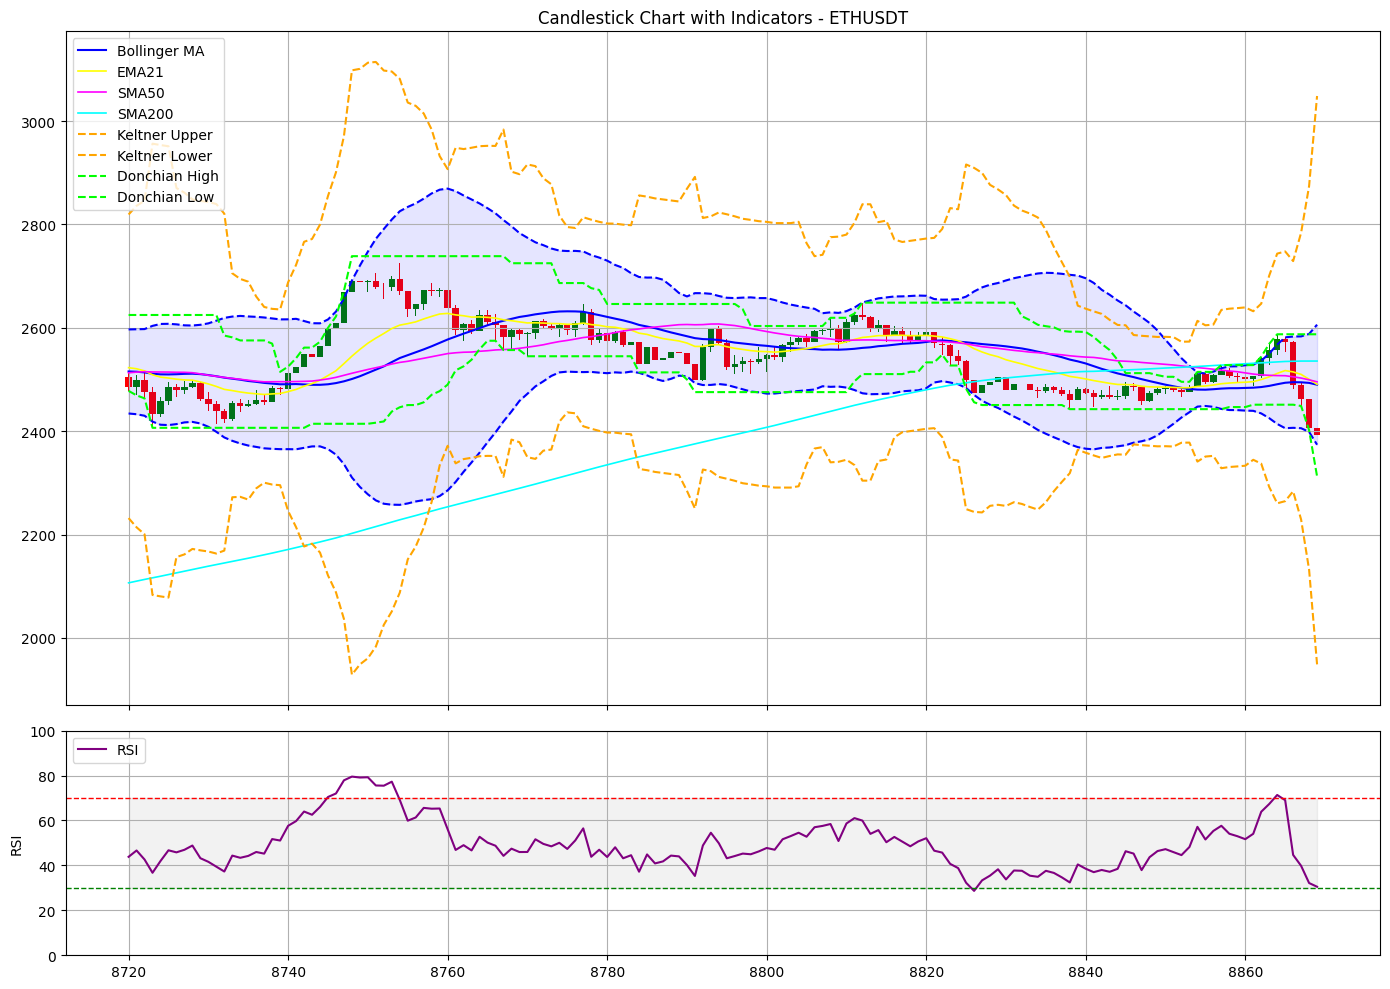 Candlestick Chart with Indicators - ETHUSDT
Bollinger MA
EMA21
SMA50
SMA200
Keltner Upper
Keltner Lower
Donchian High
Donchian Low
3000
2800
2600
2400
2200
2000
100
80
60
40
20
0
RSI
RSI
8720
8740
8760
8780
8800
8820
8840
8860